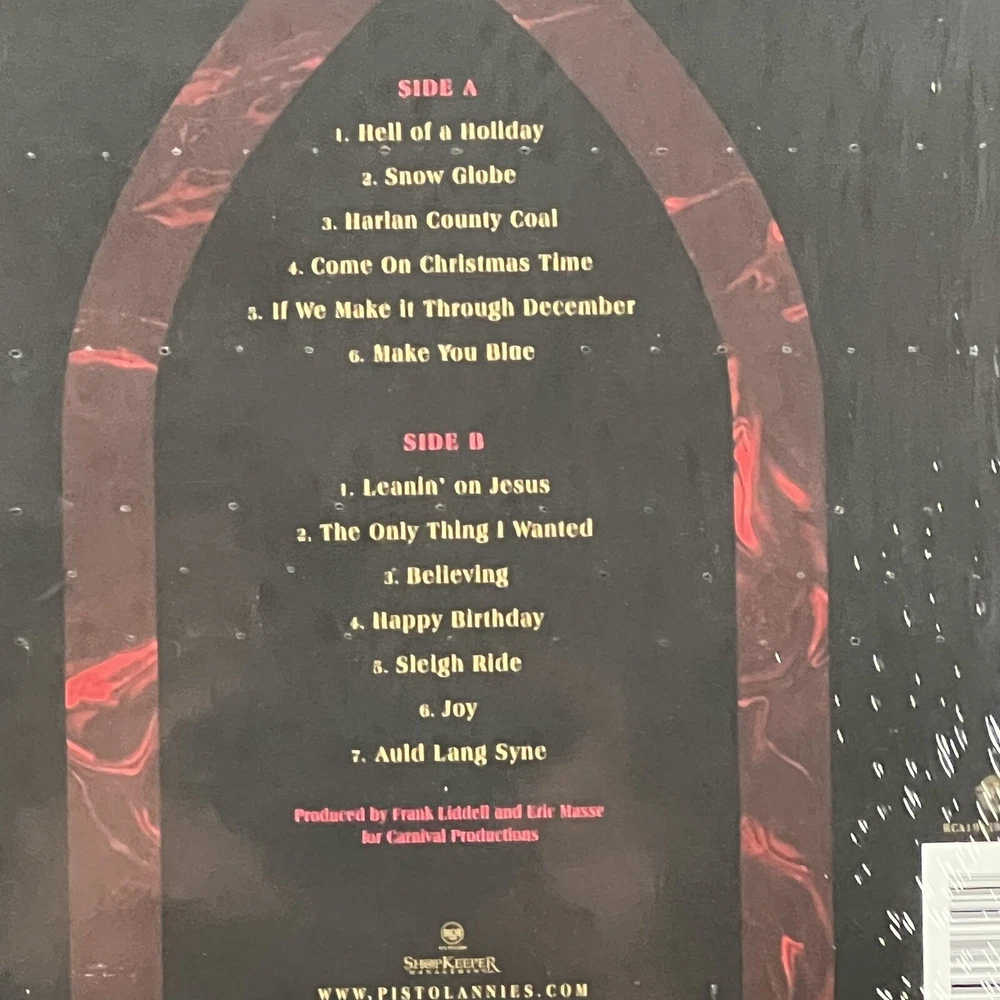 SIDE A
1. Hell of a Holiday
2. Snow Globe
3. Harlan County Coal
4. Come On Christmas Time
5. If We Make it Through December
6. Make You Blue
SIDE B
1. Leanin' on Jesus
2. The Only Thing I Wanted
3. Believing
4. Happy Birthday
5. Sleigh Ride
6. Joy
7. Auld Lang Syne
Produced by Frank Liddell and Eric Masse
for Carnival Productions
SHOPKEEPER
MANAGEMENT
WWW.PISTOLANNIES.COM